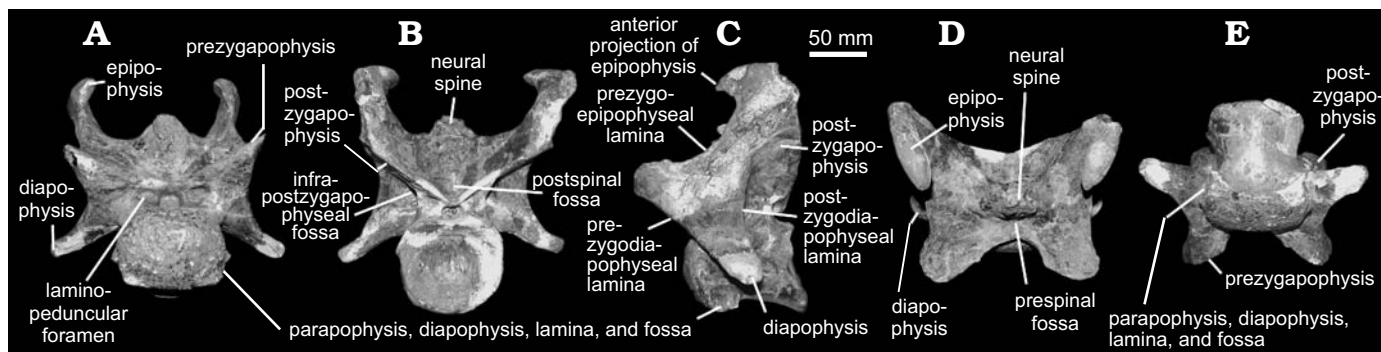 A
epipo-
physis
prezygapophysis
diapo-
physis
lamino-
peduncular
foramen
B
neural
spine
post-
zygapo-
physis
infra-
postzygapo-
physeal
fossa
postspinal
fossa
parapophysis, diapophysis, lamina, and fossa
C
50 mm
anterior
projection of
epipophysis
prezygo-
epipophyseal
lamina
post-
zygapo-
physis
post-
zygodia-
pophyseal
lamina
pre-
zygodia-
pophyseal
lamina
diapophysis
D
neural
spine
epipo-
physis
diapo-
physis
prespinal
fossa
E
post-
zygapo-
physis
prezygapophysis
parapophysis, diapophysis,
lamina, and fossa